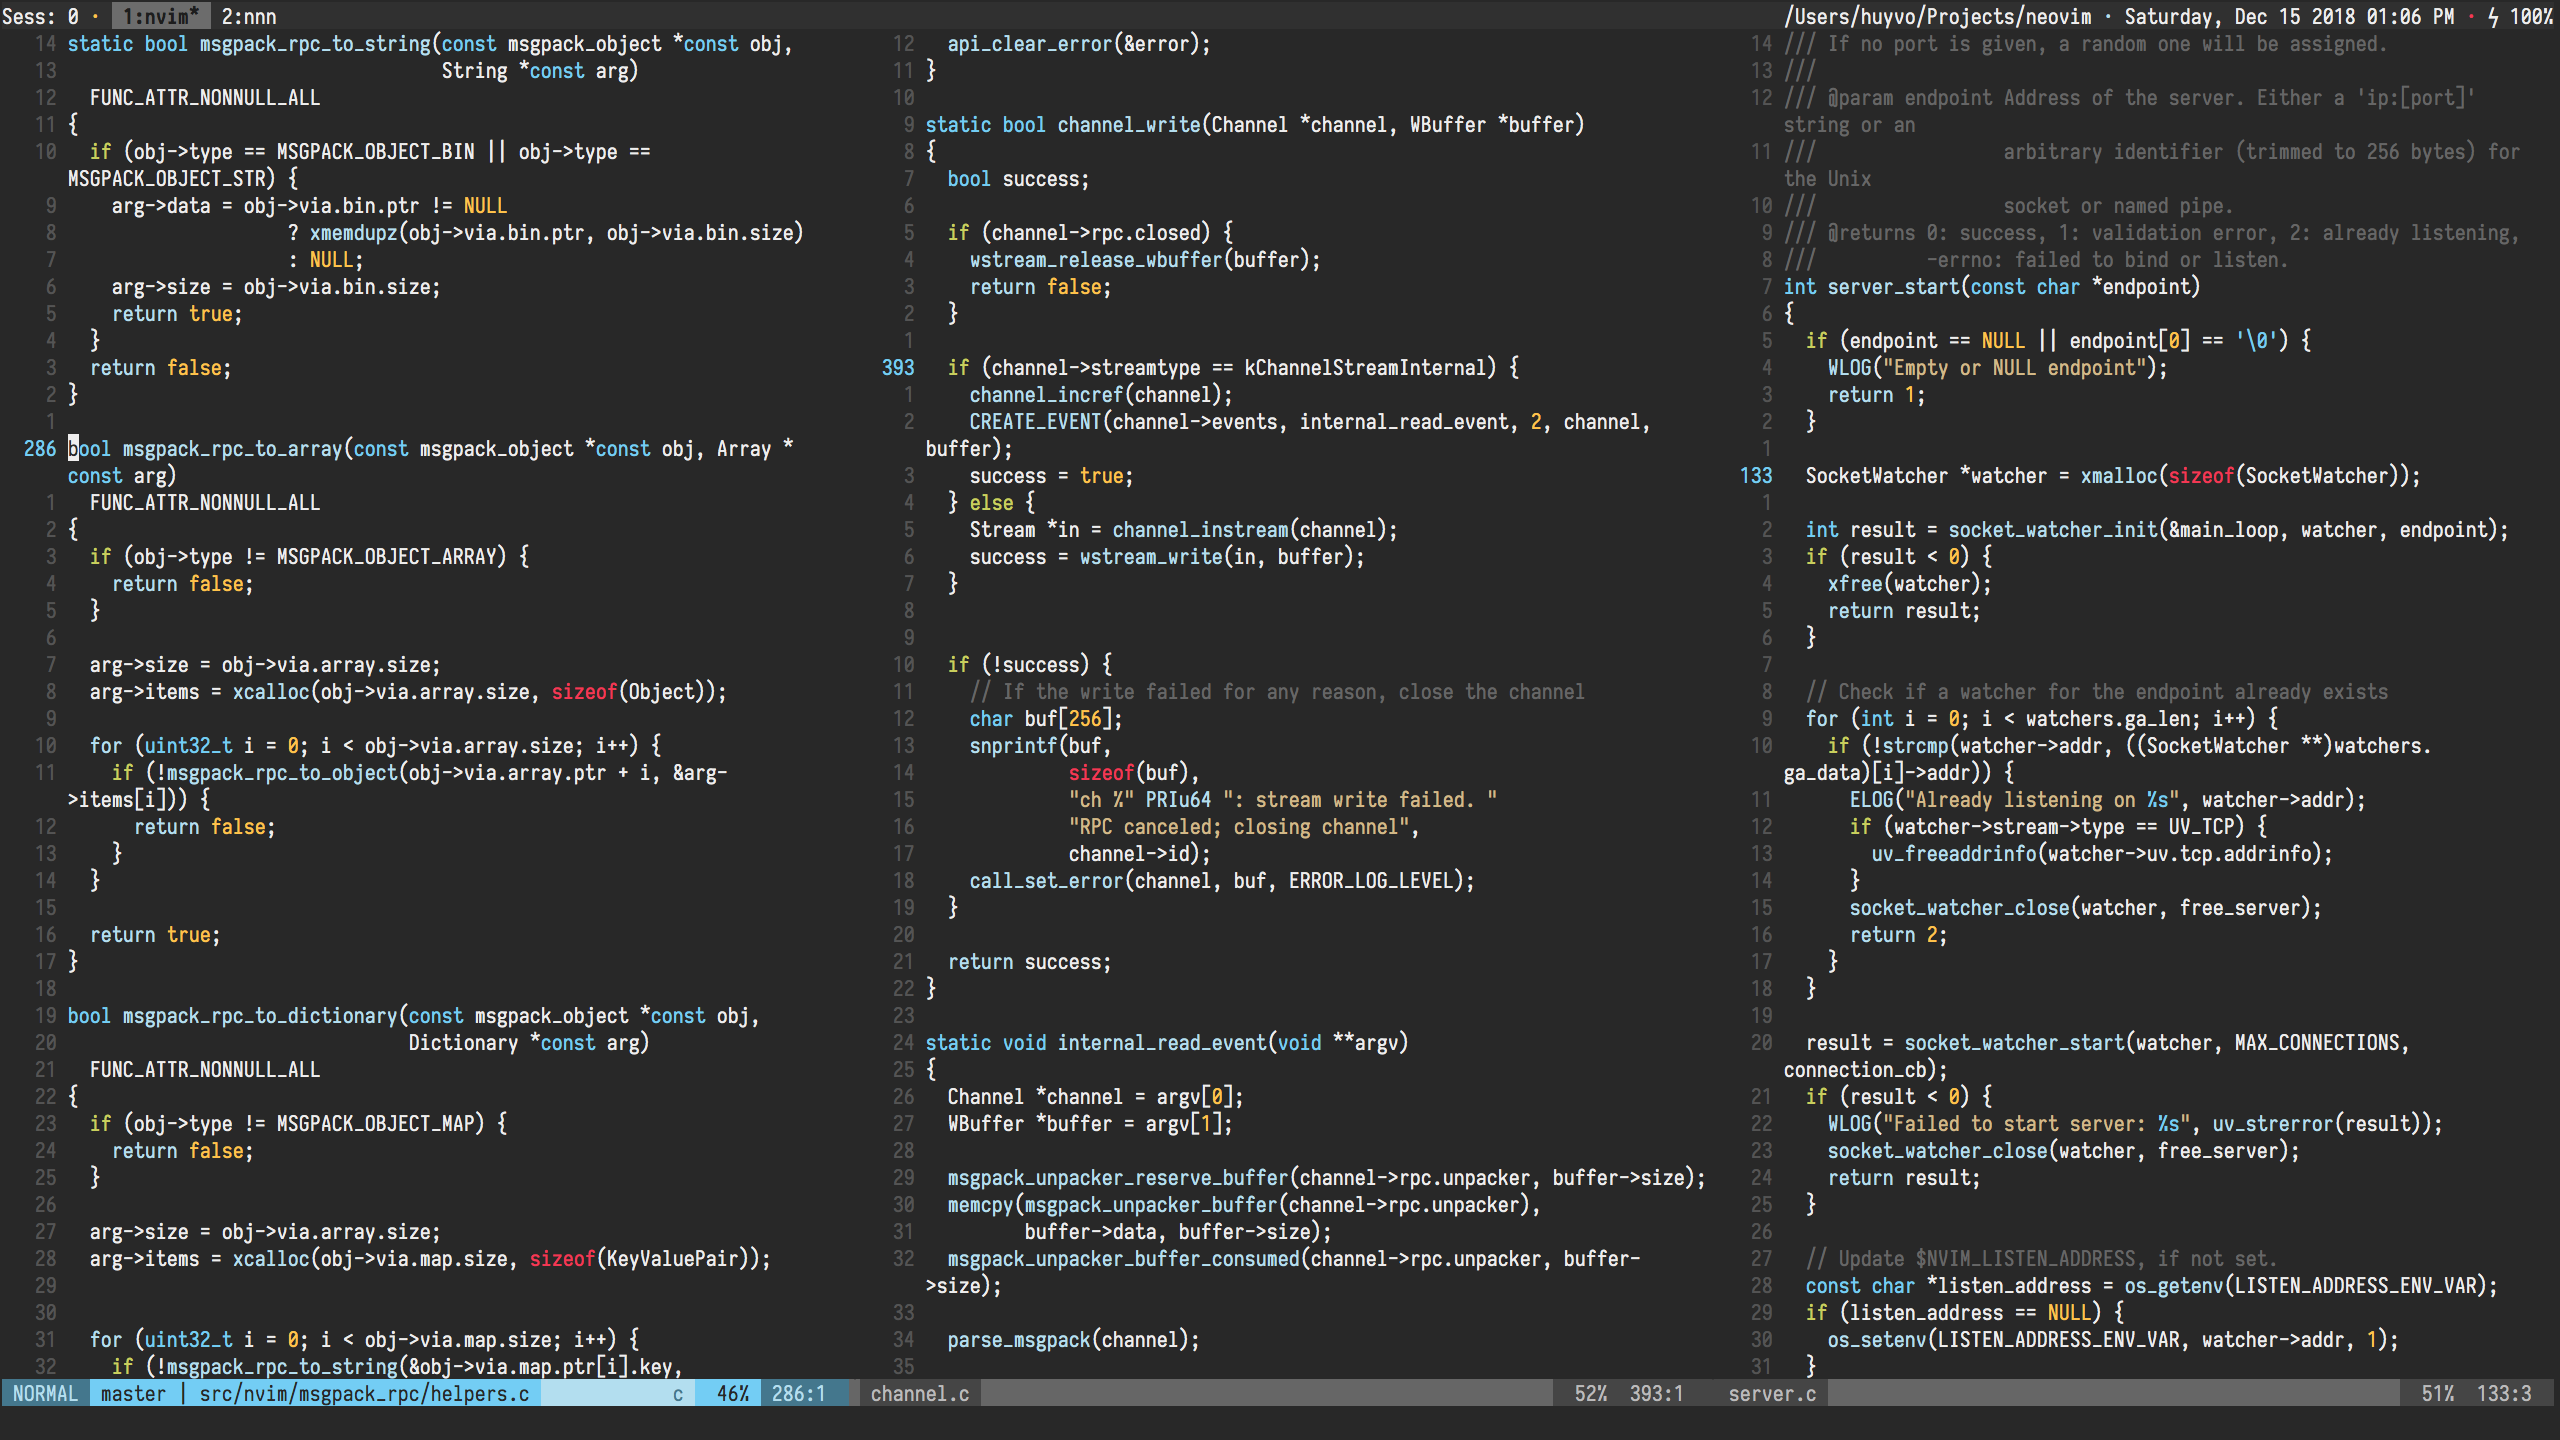 Sess: 0 · 1:nvim* 2:nnn
/Users/huyvo/Projects/neovim · Saturday, Dec 15 2018 01:06 PM · ϟ 100%
14 static bool msgpack_rpc_to_string(const msgpack_object *const obj,
13                                   String *const arg)
12   FUNC_ATTR_NONNULL_ALL
11 {
10   if (obj->type == MSGPACK_OBJECT_BIN || obj->type ==
MSGPACK_OBJECT_STR) {
9     arg->data = obj->via.bin.ptr != NULL
8                     ? xmemdupz(obj->via.bin.ptr, obj->via.bin.size)
7                     : NULL;
6     arg->size = obj->via.bin.size;
5     return true;
4   }
3   return false;
2 }
1
286 bool msgpack_rpc_to_array(const msgpack_object *const obj, Array *
const arg)
1   FUNC_ATTR_NONNULL_ALL
2 {
3   if (obj->type != MSGPACK_OBJECT_ARRAY) {
4     return false;
5   }
6
7   arg->size = obj->via.array.size;
8   arg->items = xcalloc(obj->via.array.size, sizeof(Object));
9
10   for (uint32_t i = 0; i < obj->via.array.size; i++) {
11     if (!msgpack_rpc_to_object(obj->via.array.ptr + i, &arg-
>items[i])) {
12       return false;
13     }
14   }
15
16   return true;
17 }
18
19 bool msgpack_rpc_to_dictionary(const msgpack_object *const obj,
20                                Dictionary *const arg)
21   FUNC_ATTR_NONNULL_ALL
22 {
23   if (obj->type != MSGPACK_OBJECT_MAP) {
24     return false;
25   }
26
27   arg->size = obj->via.array.size;
28   arg->items = xcalloc(obj->via.map.size, sizeof(KeyValuePair));
29
30
31   for (uint32_t i = 0; i < obj->via.map.size; i++) {
32     if (!msgpack_rpc_to_string(&obj->via.map.ptr[i].key,
NORMAL master | src/nvim/msgpack_rpc/helpers.c c 46% 286:1
12   api_clear_error(&error);
11 }
10
9 static bool channel_write(Channel *channel, WBuffer *buffer)
8 {
7   bool success;
6
5   if (channel->rpc.closed) {
4     wstream_release_wbuffer(buffer);
3     return false;
2   }
1
393   if (channel->streamtype == kChannelStreamInternal) {
1     channel_incref(channel);
2     CREATE_EVENT(channel->events, internal_read_event, 2, channel,
buffer);
3     success = true;
4   } else {
5     Stream *in = channel_instream(channel);
6     success = wstream_write(in, buffer);
7   }
8
9
10   if (!success) {
11     // If the write failed for any reason, close the channel
12     char buf[256];
13     snprintf(buf,
14              sizeof(buf),
15              "ch %" PRIu64 ": stream write failed. "
16              "RPC canceled; closing channel",
17              channel->id);
18     call_set_error(channel, buf, ERROR_LOG_LEVEL);
19   }
20
21   return success;
22 }
23
24 static void internal_read_event(void **argv)
25 {
26   Channel *channel = argv[0];
27   WBuffer *buffer = argv[1];
28
29   msgpack_unpacker_reserve_buffer(channel->rpc.unpacker, buffer->size);
30   memcpy(msgpack_unpacker_buffer(channel->rpc.unpacker),
31          buffer->data, buffer->size);
32   msgpack_unpacker_buffer_consumed(channel->rpc.unpacker, buffer-
>size);
33
34   parse_msgpack(channel);
35
channel.c 52% 393:1
14 /// If no port is given, a random one will be assigned.
13 ///
12 /// @param endpoint Address of the server. Either a 'ip:[port]'
string or an
11 ///                 arbitrary identifier (trimmed to 256 bytes) for
the Unix
10 ///                 socket or named pipe.
9 /// @returns 0: success, 1: validation error, 2: already listening,
8 ///          -errno: failed to bind or listen.
7 int server_start(const char *endpoint)
6 {
5   if (endpoint == NULL || endpoint[0] == '\0') {
4     WLOG("Empty or NULL endpoint");
3     return 1;
2   }
1
133   SocketWatcher *watcher = xmalloc(sizeof(SocketWatcher));
1
2   int result = socket_watcher_init(&main_loop, watcher, endpoint);
3   if (result < 0) {
4     xfree(watcher);
5     return result;
6   }
7
8   // Check if a watcher for the endpoint already exists
9   for (int i = 0; i < watchers.ga_len; i++) {
10     if (!strcmp(watcher->addr, ((SocketWatcher **)watchers.
ga_data)[i]->addr)) {
11       ELOG("Already listening on %s", watcher->addr);
12       if (watcher->stream->type == UV_TCP) {
13         uv_freeaddrinfo(watcher->uv.tcp.addrinfo);
14       }
15       socket_watcher_close(watcher, free_server);
16       return 2;
17     }
18   }
19
20   result = socket_watcher_start(watcher, MAX_CONNECTIONS,
connection_cb);
21   if (result < 0) {
22     WLOG("Failed to start server: %s", uv_strerror(result));
23     socket_watcher_close(watcher, free_server);
24     return result;
25   }
26
27   // Update $NVIM_LISTEN_ADDRESS, if not set.
28   const char *listen_address = os_getenv(LISTEN_ADDRESS_ENV_VAR);
29   if (listen_address == NULL) {
30     os_setenv(LISTEN_ADDRESS_ENV_VAR, watcher->addr, 1);
31   }
server.c 51% 133:3